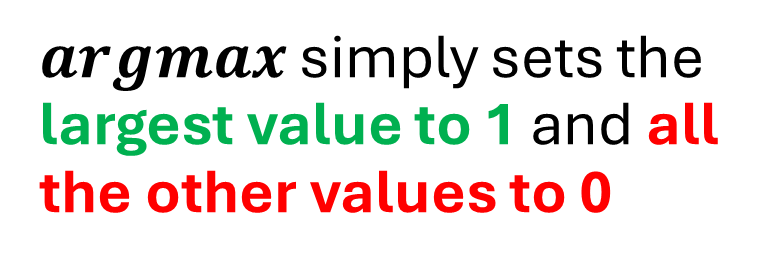 argmax simply sets the
largest value to 1 and all
the other values to 0